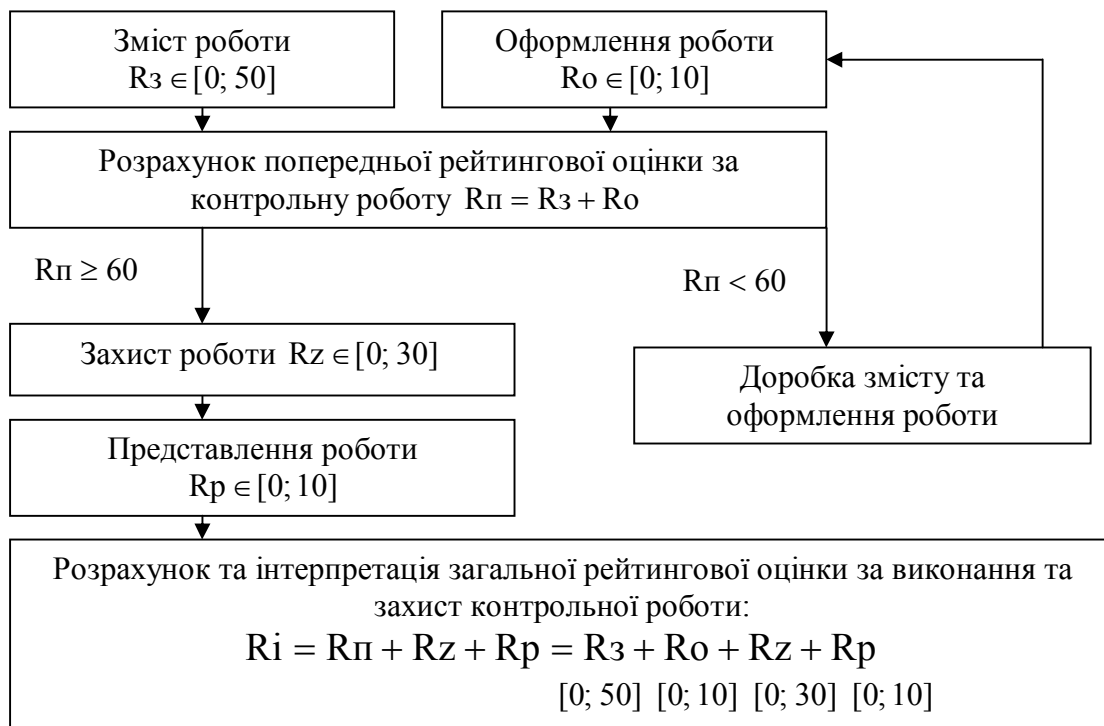 Зміст роботи
Rз ∈ [0; 50]
Оформлення роботи
Ro ∈ [0; 10]
Розрахунок попередньої рейтингової оцінки за
контрольну роботу Rп = Rз + Ro
Rп ≥ 60
Rп < 60
Захист роботи Rz ∈ [0; 30]
Доробка змісту та
оформлення роботи
Представлення роботи
Rp ∈ [0; 10]
Розрахунок та інтерпретація загальної рейтингової оцінки за виконання та
захист контрольної роботи:
Ri = Rп + Rz + Rp = Rз + Ro + Rz + Rp
[0; 50] [0; 10] [0; 30] [0; 10]